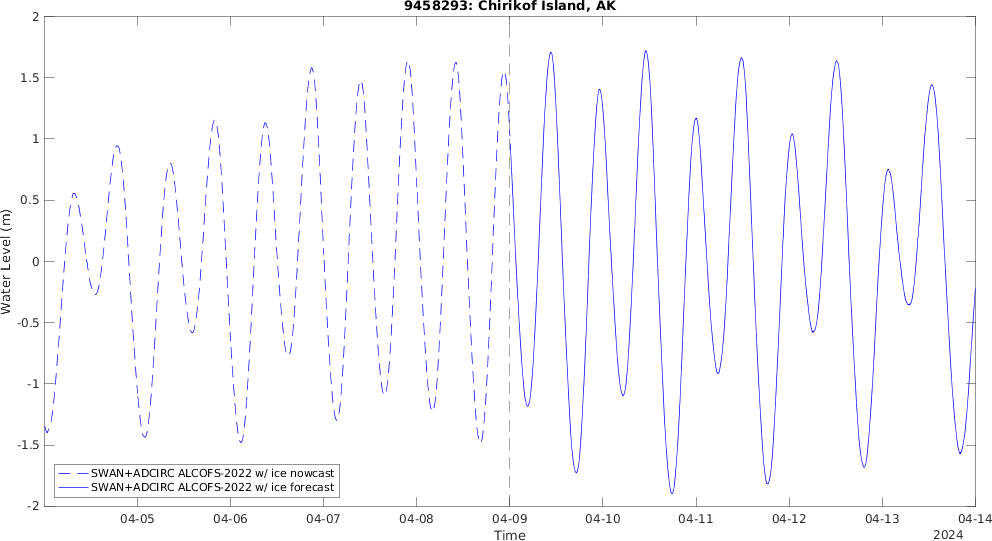 9458293: Chirikof Island, AK
2
1.5
1
0.5
0
-0.5
-1
-1.5
-2
Water Level (m)
SWAN+ADCIRC ALCOFS-2022 w/ ice nowcast
SWAN+ADCIRC ALCOFS-2022 w/ ice forecast
04-05 04-06 04-07 04-08 04-09 04-10 04-11 04-12 04-13 04-14
Time
2024